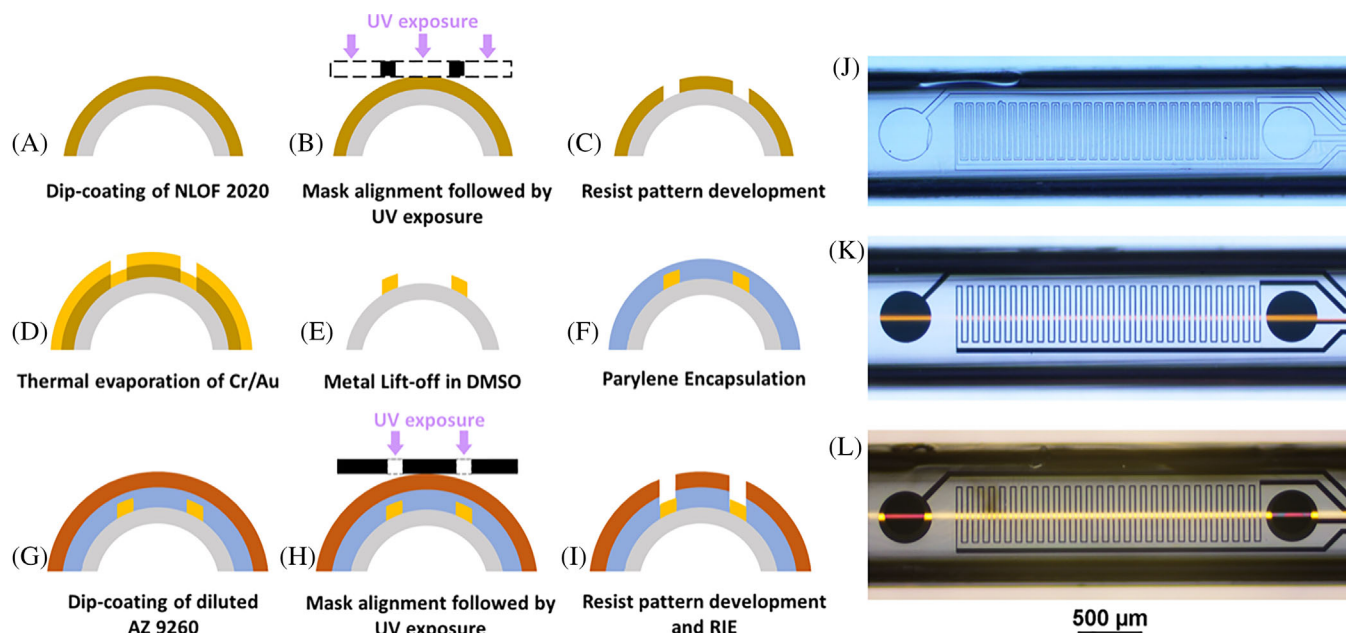 UV exposure
(A)
(B)
(C)
Dip-coating of NLOF 2020
Mask alignment followed by
UV exposure
Resist pattern development
(D)
(E)
(F)
Thermal evaporation of Cr/Au
Metal Lift-off in DMSO
Parylene Encapsulation
UV exposure
(G)
(H)
(I)
Dip-coating of diluted
AZ 9260
Mask alignment followed by
UV exposure
Resist pattern development
and RIE
(J)
(K)
(L)
500 µm